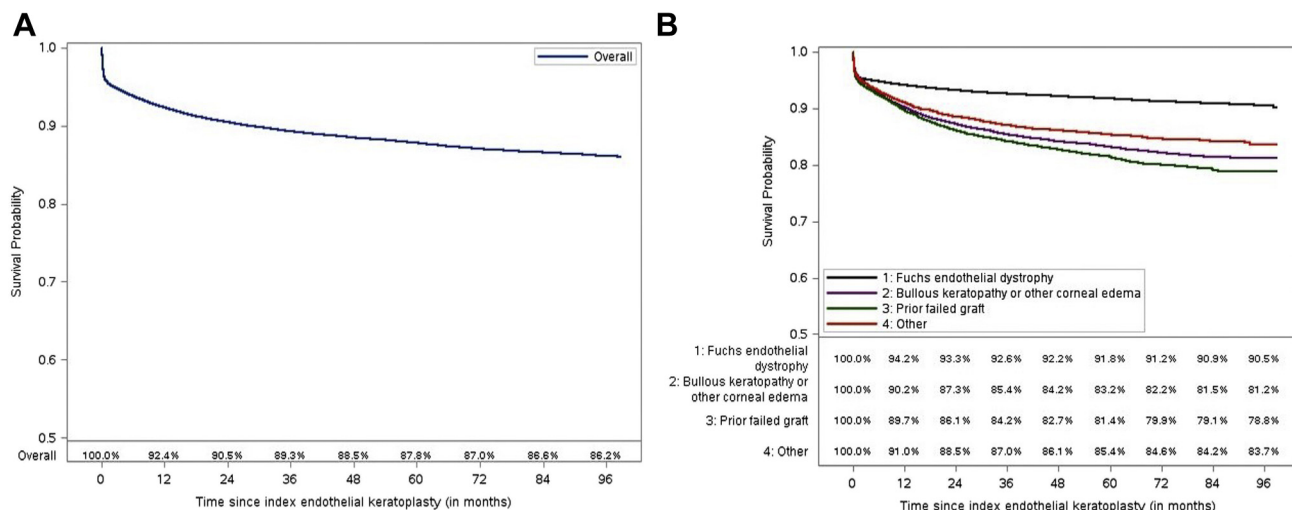 A
1.0
0.9
0.8
0.7
0.6
0.5
Survival Probability
Overall
Overall 100.0% 92.4% 90.5% 89.3% 88.5% 87.8% 87.0% 86.6% 86.2%
0 12 24 36 48 60 72 84 96
Time since index endothelial keratoplasty (in months)
B
1.0
0.9
0.8
0.7
0.6
0.5
Survival Probability
1: Fuchs endothelial dystrophy
2: Bullous keratopathy or other corneal edema
3: Prior failed graft
4: Other
1: Fuchs endothelial
dystrophy 100.0% 94.2% 93.3% 92.6% 92.2% 91.8% 91.2% 90.9% 90.5%
2: Bullous keratopathy or
other corneal edema 100.0% 90.2% 87.3% 85.4% 84.2% 83.2% 82.2% 81.5% 81.2%
3: Prior failed graft 100.0% 89.7% 86.1% 84.2% 82.7% 81.4% 79.9% 79.1% 78.8%
4: Other 100.0% 91.0% 88.5% 87.0% 86.1% 85.4% 84.6% 84.2% 83.7%
0 12 24 36 48 60 72 84 96
Time since index endothelial keratoplasty (in months)